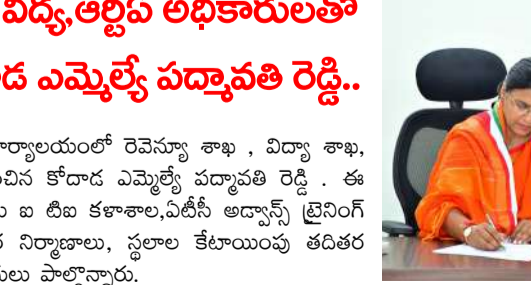 విద్య,ఆర్టీఏ అధికారులతో
డ ఎమ్మెల్యే పద్మావతి రెడ్డి..
ర్యాలయంలో రెవెన్యూ శాఖ , విద్యా శాఖ,
చిన కోదాడ ఎమ్మెల్యే పద్మావతి రెడ్డి . ఈ
ు ఐ టిఐ కళాశాల,ఏటీసీ అడ్వాన్స్ ట్రైనింగ్
నిర్మాణాలు, స్థలాల కేటాయింపు తదితర
లు పాల్గొన్నారు.